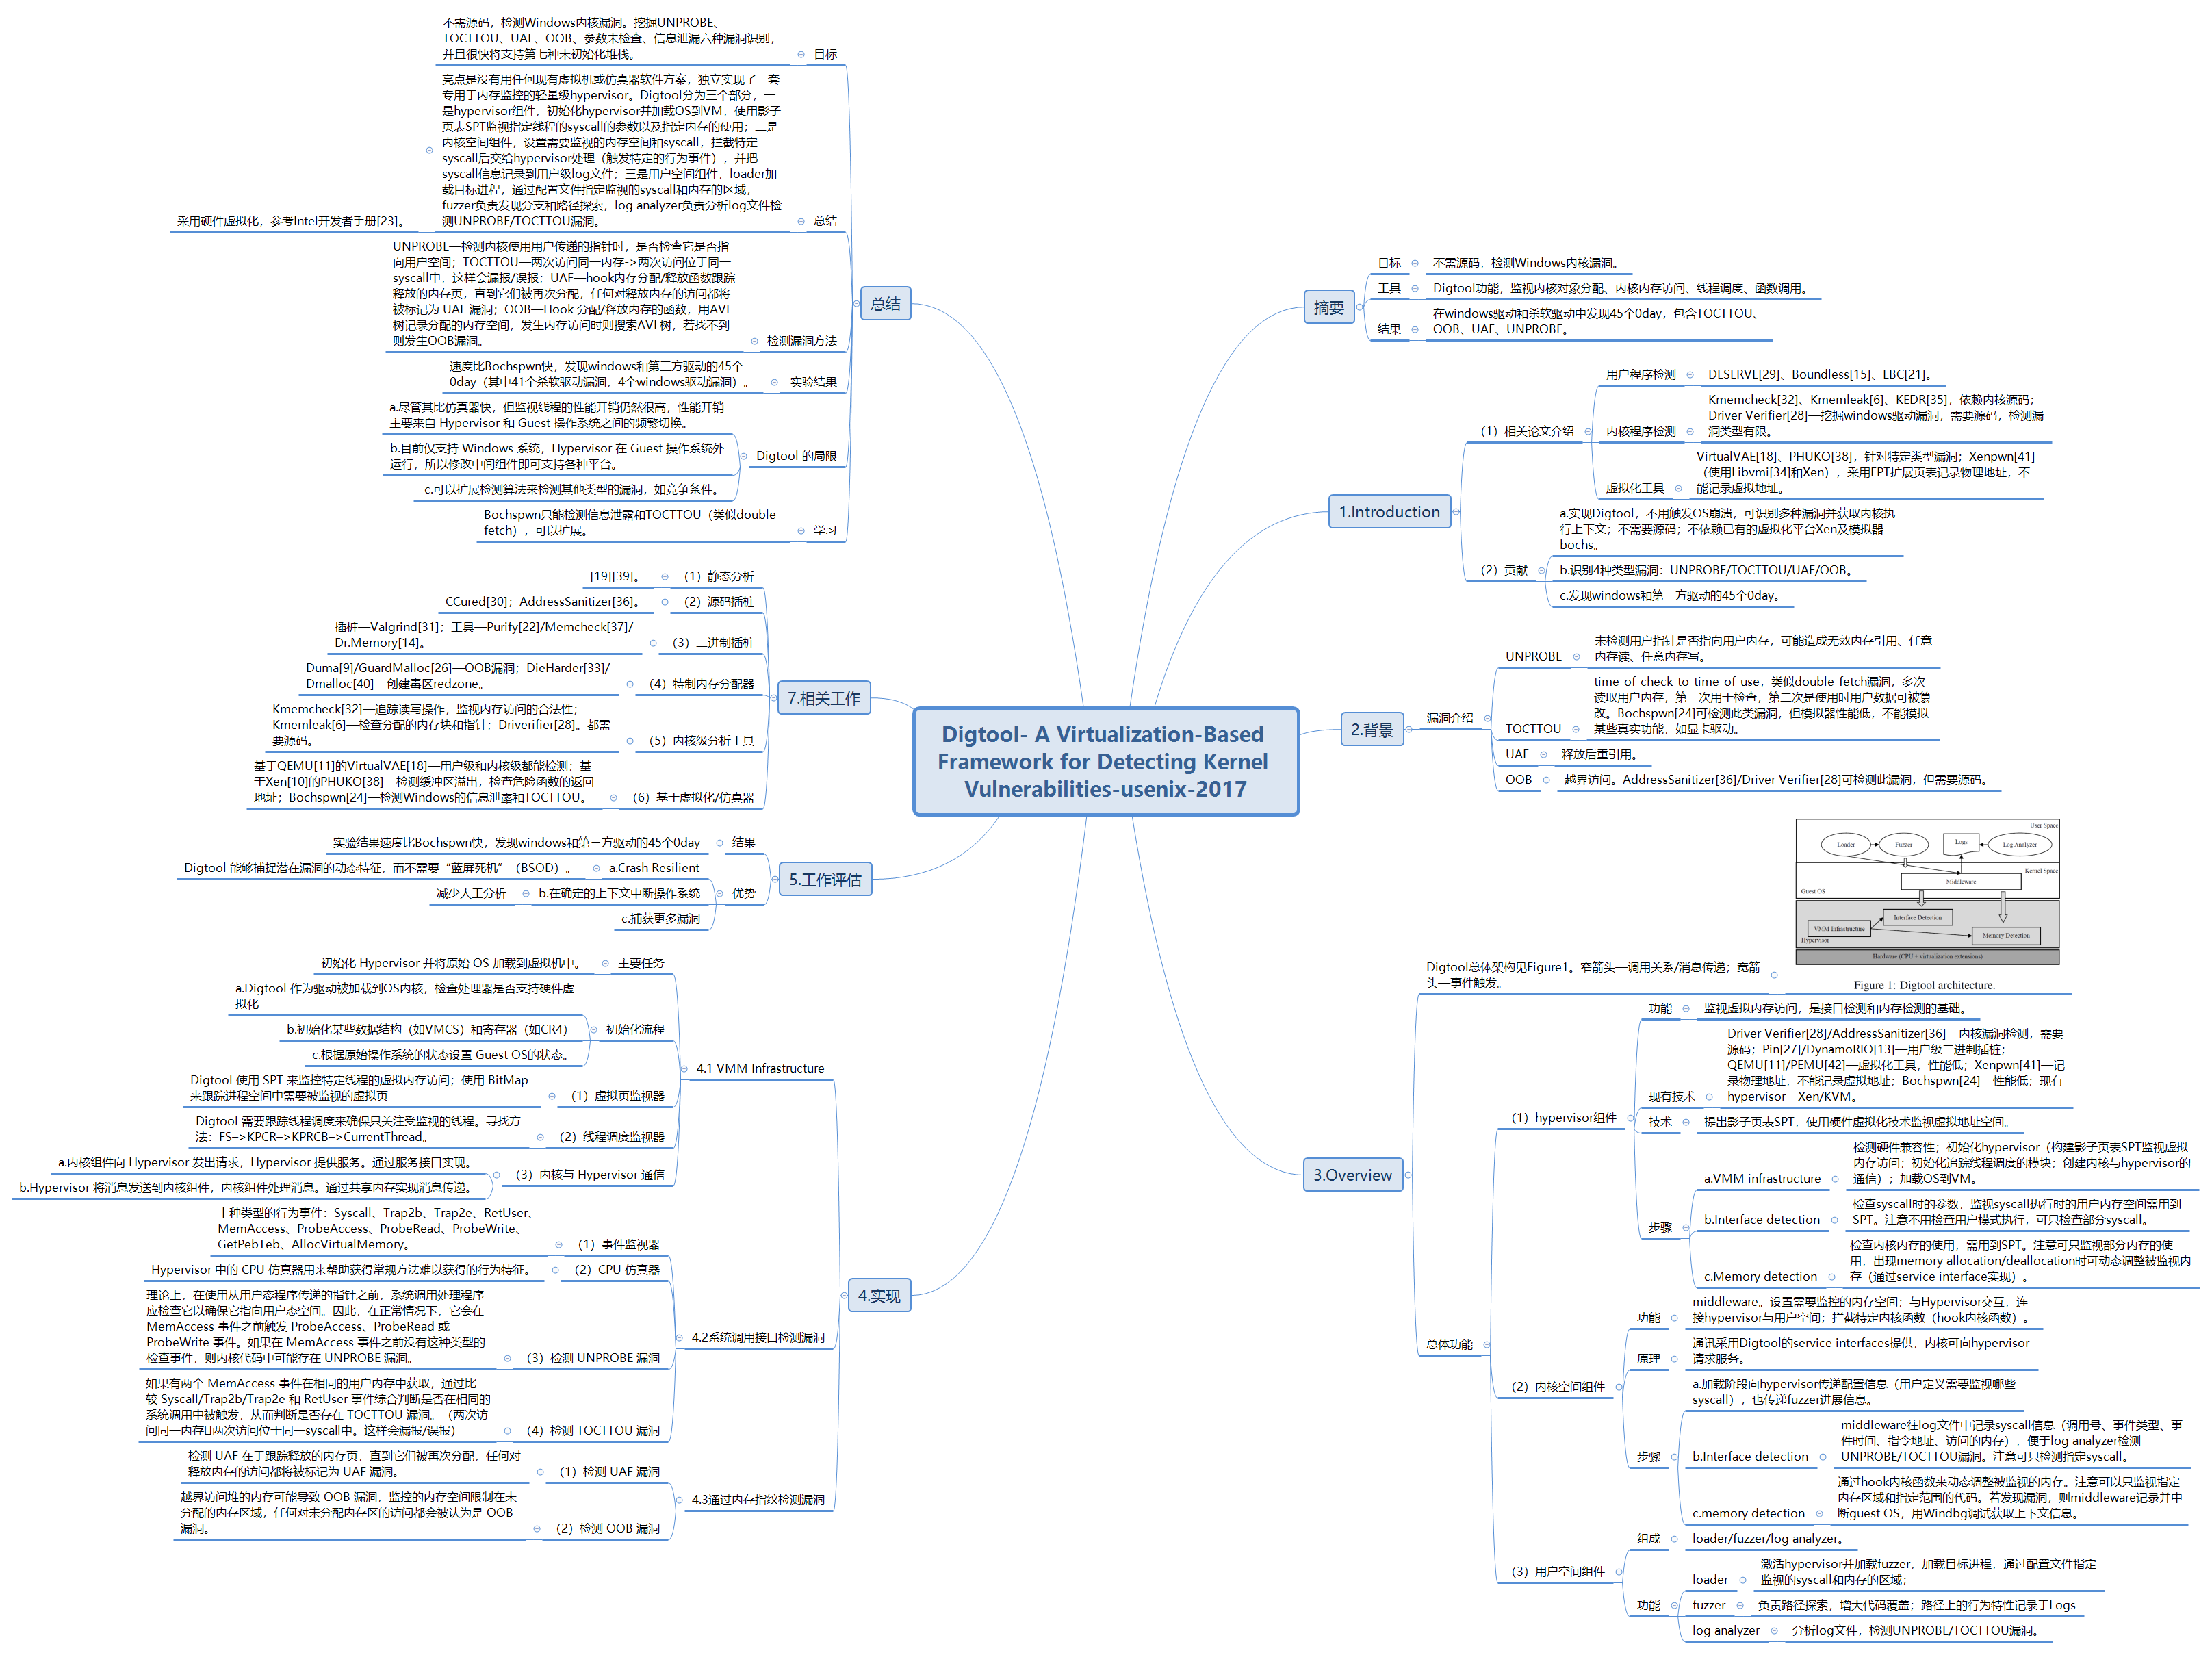 Digtool- A Virtualization-Based
Framework for Detecting Kernel
Vulnerabilities-usenix-2017
摘要
目标
不需源码，检测Windows内核漏洞。
工具
Digtool功能，监视内核对象分配、内核内存访问、线程调度、函数调用。
结果
在windows驱动和杀软驱动中发现45个0day，包含TOCTTOU、
OOB、UAF、UNPROBE。
1.Introduction
（1）相关论文介绍
用户程序检测
DESERVE[29]、Boundless[15]、LBC[21]。
内核程序检测
Kmemcheck[32]、Kmemleak[6]、KEDR[35]，依赖内核源码；
Driver Verifier[28]—挖掘windows驱动漏洞，需要源码，检测漏
洞类型有限。
虚拟化工具
VirtualVAE[18]、PHUKO[38]，针对特定类型漏洞；Xenpwn[41]
（使用Libvmi[34]和Xen），采用EPT扩展页表记录物理地址，不
能记录虚拟地址。
（2）贡献
a.实现Digtool，不用触发OS崩溃，可识别多种漏洞并获取内核执
行上下文；不需要源码；不依赖已有的虚拟化平台Xen及模拟器
bochs。
b.识别4种类型漏洞：UNPROBE/TOCTTOU/UAF/OOB。
c.发现windows和第三方驱动的45个0day。
2.背景
漏洞介绍
UNPROBE
未检测用户指针是否指向用户内存，可能造成无效内存引用、任意
内存读、任意内存写。
TOCTTOU
time-of-check-to-time-of-use，类似double-fetch漏洞，多次
读取用户内存，第一次用于检查，第二次是使用时用户数据可被篡
改。Bochspwn[24]可检测此类漏洞，但模拟器性能低，不能模拟
某些真实功能，如显卡驱动。
UAF
释放后重引用。
OOB
越界访问。AddressSanitizer[36]/Driver Verifier[28]可检测此漏洞，但需要源码。
3.Overview
Digtool总体架构见Figure1。窄箭头—调用关系/消息传递；宽箭
头—事件触发。
User Space
Loader
Fuzzer
Logs
Log Analyzer
Kernel Space
Middleware
Guest OS
Interface Detection
VMM Infrastructure
Memory Detection
Hypervisor
Hardware (CPU + virtualization extensions)
Figure 1: Digtool architecture.
总体功能
（1）hypervisor组件
功能
监视虚拟内存访问，是接口检测和内存检测的基础。
现有技术
Driver Verifier[28]/AddressSanitizer[36]—内核漏洞检测，需要
源码；Pin[27]/DynamoRIO[13]—用户级二进制插桩；
QEMU[11]/PEMU[42]—虚拟化工具，性能低；Xenpwn[41]—记
录物理地址，不能记录虚拟地址；Bochspwn[24]—性能低；现有
hypervisor—Xen/KVM。
技术
提出影子页表SPT，使用硬件虚拟化技术监视虚拟地址空间。
步骤
a.VMM infrastructure
检测硬件兼容性；初始化hypervisor（构建影子页表SPT监视虚拟
内存访问；初始化追踪线程调度的模块；创建内核与hypervisor的
通信）；加载OS到VM。
b.Interface detection
检查syscall时的参数，监视syscall执行时的用户内存空间需用到
SPT。注意不用检查用户模式执行，可只检查部分syscall。
c.Memory detection
检查内核内存的使用，需用到SPT。注意可只监视部分内存的使
用，出现memory allocation/deallocation时可动态调整被监视内
存（通过service interface实现）。
（2）内核空间组件
功能
middleware。设置需要监控的内存空间；与Hypervisor交互，连
接hypervisor与用户空间；拦截特定内核函数（hook内核函数）。
原理
通讯采用Digtool的service interfaces提供，内核可向hypervisor
请求服务。
步骤
a.加载阶段向hypervisor传递配置信息（用户定义需要监视哪些
syscall），也传递fuzzer进展信息。
b.Interface detection
middleware往log文件中记录syscall信息（调用号、事件类型、事
件时间、指令地址、访问的内存），便于log analyzer检测
UNPROBE/TOCTTOU漏洞。注意可只检测指定syscall。
c.memory detection
通过hook内核函数来动态调整被监视的内存。注意可以只监视指定
内存区域和指定范围的代码。若发现漏洞，则middleware记录并中
断guest OS，用Windbg调试获取上下文信息。
（3）用户空间组件
组成
loader/fuzzer/log analyzer。
功能
loader
激活hypervisor并加载fuzzer，加载目标进程，通过配置文件指定
监视的syscall和内存的区域；
fuzzer
负责路径探索，增大代码覆盖；路径上的行为特性记录于Logs
log analyzer
分析log文件，检测UNPROBE/TOCTTOU漏洞。
总结
目标
不需源码，检测Windows内核漏洞。挖掘UNPROBE、
TOCTTOU、UAF、OOB、参数未检查、信息泄漏六种漏洞识别，
并且很快将支持第七种未初始化堆栈。
总结
亮点是没有用任何现有虚拟机或仿真器软件方案，独立实现了一套
专用于内存监控的轻量级hypervisor。Digtool分为三个部分，一
是hypervisor组件，初始化hypervisor并加载OS到VM，使用影子
页表SPT监视指定线程的syscall的参数以及指定内存的使用；二是
内核空间组件，设置需要监视的内存空间和syscall，拦截特定
syscall后交给hypervisor处理（触发特定的行为事件），并把
syscall信息记录到用户级log文件；三是用户空间组件，loader加
载目标进程，通过配置文件指定监视的syscall和内存的区域，
fuzzer负责发现分支和路径探索，log analyzer负责分析log文件检
测UNPROBE/TOCTTOU漏洞。
采用硬件虚拟化，参考Intel开发者手册[23]。
检测漏洞方法
UNPROBE—检测内核使用用户传递的指针时，是否检查它是否指
向用户空间；TOCTTOU—两次访问同一内存->两次访问位于同一
syscall中，这样会漏报/误报；UAF—hook内存分配/释放函数跟踪
释放的内存页，直到它们被再次分配，任何对释放内存的访问都将
被标记为 UAF 漏洞；OOB—Hook 分配/释放内存的函数，用AVL
树记录分配的内存空间，发生内存访问时则搜索AVL树，若找不到
则发生OOB漏洞。
实验结果
速度比Bochspwn快，发现windows和第三方驱动的45个
0day（其中41个杀软驱动漏洞，4个windows驱动漏洞）。
Digtool 的局限
a.尽管其比仿真器快，但监视线程的性能开销仍然很高，性能开销
主要来自 Hypervisor 和 Guest 操作系统之间的频繁切换。
b.目前仅支持 Windows 系统，Hypervisor 在 Guest 操作系统外
运行，所以修改中间组件即可支持各种平台。
c.可以扩展检测算法来检测其他类型的漏洞，如竞争条件。
学习
Bochspwn只能检测信息泄露和TOCTTOU（类似double-
fetch），可以扩展。
7.相关工作
（1）静态分析
[19][39]。
（2）源码插桩
CCured[30]；AddressSanitizer[36]。
（3）二进制插桩
插桩—Valgrind[31]；工具—Purify[22]/Memcheck[37]/
Dr.Memory[14]。
（4）特制内存分配器
Duma[9]/GuardMalloc[26]—OOB漏洞；DieHarder[33]/
Dmalloc[40]—创建毒区redzone。
（5）内核级分析工具
Kmemcheck[32]—追踪读写操作，监视内存访问的合法性；
Kmemleak[6]—检查分配的内存块和指针；Driverifier[28]。都需
要源码。
（6）基于虚拟化/仿真器
基于QEMU[11]的VirtualVAE[18]—用户级和内核级都能检测；基
于Xen[10]的PHUKO[38]—检测缓冲区溢出，检查危险函数的返回
地址；Bochspwn[24]—检测Windows的信息泄露和TOCTTOU。
5.工作评估
结果
实验结果速度比Bochspwn快，发现windows和第三方驱动的45个0day
优势
a.Crash Resilient
Digtool 能够捕捉潜在漏洞的动态特征，而不需要“蓝屏死机”（BSOD）。
b.在确定的上下文中断操作系统
减少人工分析
c.捕获更多漏洞
4.实现
4.1 VMM Infrastructure
主要任务
初始化 Hypervisor 并将原始 OS 加载到虚拟机中。
初始化流程
a.Digtool 作为驱动被加载到OS内核，检查处理器是否支持硬件虚
拟化
b.初始化某些数据结构（如VMCS）和寄存器（如CR4）
c.根据原始操作系统的状态设置 Guest OS的状态。
（1）虚拟页监视器
Digtool 使用 SPT 来监控特定线程的虚拟内存访问；使用 BitMap
来跟踪进程空间中需要被监视的虚拟页
（2）线程调度监视器
Digtool 需要跟踪线程调度来确保只关注受监视的线程。寻找方
法：FS–>KPCR–>KPRCB–>CurrentThread。
（3）内核与 Hypervisor 通信
a.内核组件向 Hypervisor 发出请求，Hypervisor 提供服务。通过服务接口实现。
b.Hypervisor 将消息发送到内核组件，内核组件处理消息。通过共享内存实现消息传递。
4.2系统调用接口检测漏洞
（1）事件监视器
十种类型的行为事件：Syscall、Trap2b、Trap2e、RetUser、
MemAccess、ProbeAccess、ProbeRead、ProbeWrite、
GetPebTeb、AllocVirtualMemory。
（2）CPU 仿真器
Hypervisor 中的 CPU 仿真器用来帮助获得常规方法难以获得的行为特征。
（3）检测 UNPROBE 漏洞
理论上，在使用从用户态程序传递的指针之前，系统调用处理程序
应检查它以确保它指向用户态空间。因此，在正常情况下，它会在
MemAccess 事件之前触发 ProbeAccess、ProbeRead 或
ProbeWrite 事件。如果在 MemAccess 事件之前没有这种类型的
检查事件，则内核代码中可能存在 UNPROBE 漏洞。
（4）检测 TOCTTOU 漏洞
如果有两个 MemAccess 事件在相同的用户内存中获取，通过比
较 Syscall/Trap2b/Trap2e 和 RetUser 事件综合判断是否在相同的
系统调用中被触发，从而判断是否存在 TOCTTOU 漏洞。（两次访
问同一内存▯两次访问位于同一syscall中。这样会漏报/误报）
4.3通过内存指纹检测漏洞
（1）检测 UAF 漏洞
检测 UAF 在于跟踪释放的内存页，直到它们被再次分配，任何对
释放内存的访问都将被标记为 UAF 漏洞。
（2）检测 OOB 漏洞
越界访问堆的内存可能导致 OOB 漏洞，监控的内存空间限制在未
分配的内存区域，任何对未分配内存区的访问都会被认为是 OOB
漏洞。